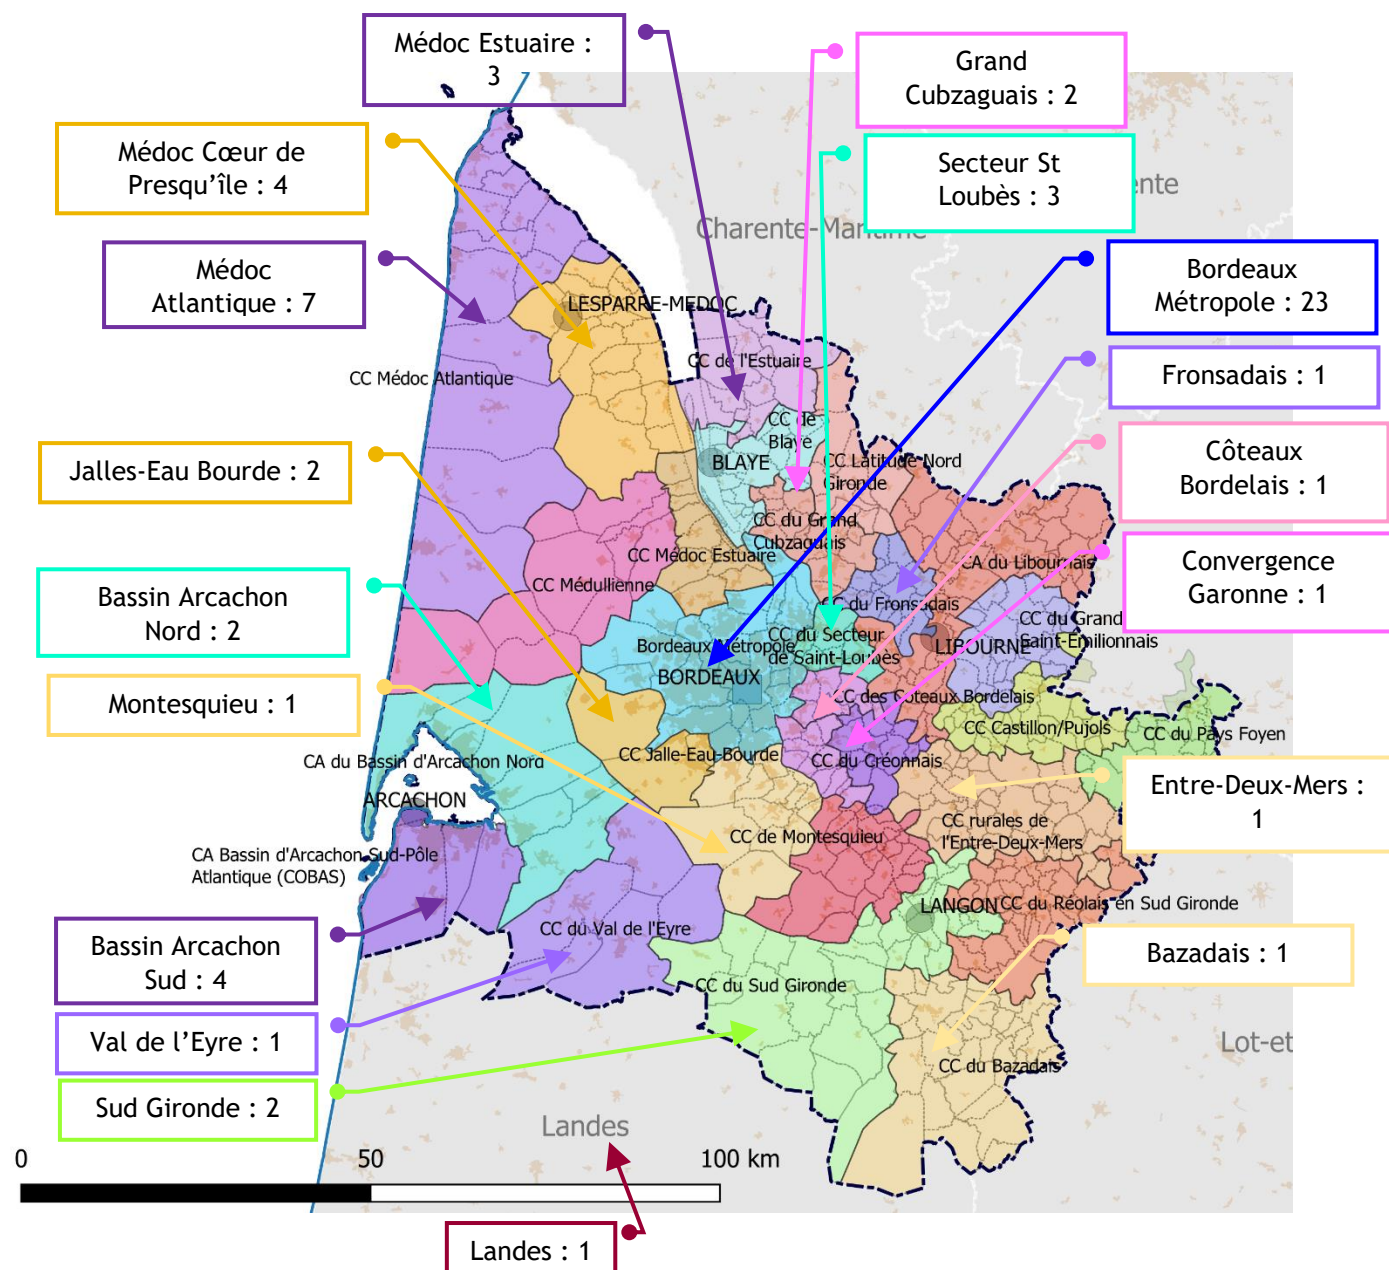 Médoc Estuaire :
3
Grand
Cubzaguais : 2
Médoc Cœur de
Presqu’île : 4
Secteur St
Loubès : 3
ente
Charente-Maritime
Médoc
Atlantique : 7
Bordeaux
Métropole : 23
LESPARRE-MEDOC
CC de l'Estuaire
Fronsadais : 1
CC Médoc Atlantique
CC de
Blaye
BLAYE
CC Latitude Nord
Gironde
Côteaux
Bordelais : 1
Jalles-Eau Bourde : 2
CC du Grand
Cubzaguais
CC Médoc Estuaire
CA du Libournais
Convergence
Garonne : 1
CC Médullienne
Bassin Arcachon
Nord : 2
CC du Fronsadais
CC du Grand
Saint-Emilionnais
CC du Secteur
de Saint-Loubès
Bordeaux Métropole
LIBOURNE
BORDEAUX
Montesquieu : 1
CC des Coteaux Bordelais
CC Castillon/Pujols
CC du Pays Foyen
CC Jalle-Eau-Bourde
CC du Créonnais
CA du Bassin d'Arcachon Nord
ARCACHON
Entre-Deux-Mers :
1
CC de Montesquieu
CC rurales de
l'Entre-Deux-Mers
CA Bassin d'Arcachon Sud-Pôle
Atlantique (COBAS)
LANGON
CC du Réolais en Sud Gironde
CC du Val de l'Eyre
Bassin Arcachon
Sud : 4
Bazadais : 1
CC du Sud Gironde
Val de l’Eyre : 1
Lot-et
CC du Bazadais
Sud Gironde : 2
Landes
0
50
100 km
Landes : 1